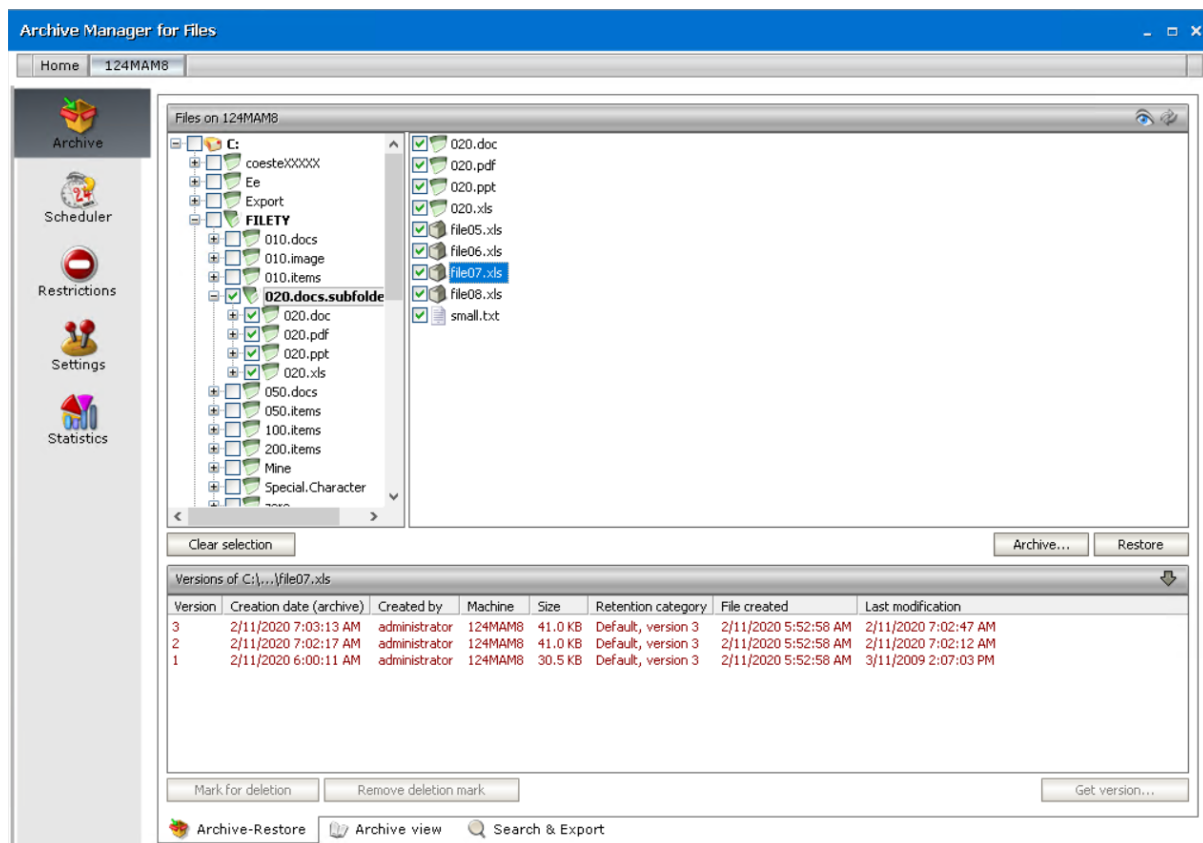 Archive Manager for Files
Home 124MAM8
Archive
Scheduler
Restrictions
Settings
Statistics
Files on 124MAM8
C:
coesteXXXXX
Ee
Export
FILETY
010.docs
010.image
010.items
020.docs.subfolde
020.doc
020.pdf
020.ppt
020.xls
050.docs
050.items
100.items
200.items
Mine
Special.Character
020.doc
020.pdf
020.ppt
020.xls
file05.xls
file06.xls
file07.xls
file08.xls
small.txt
Clear selection Archive... Restore
Versions of C:\...\file07.xls
Version Creation date (archive) Created by Machine Size Retention category File created Last modification
3 2/11/2020 7:03:13 AM administrator 124MAM8 41.0 KB Default, version 3 2/11/2020 5:52:58 AM 2/11/2020 7:02:47 AM
2 2/11/2020 7:02:17 AM administrator 124MAM8 41.0 KB Default, version 3 2/11/2020 5:52:58 AM 2/11/2020 7:02:12 AM
1 2/11/2020 6:00:11 AM administrator 124MAM8 30.5 KB Default, version 3 2/11/2020 5:52:58 AM 3/11/2009 2:07:03 PM
Mark for deletion Remove deletion mark Get version...
Archive-Restore Archive view Search & Export